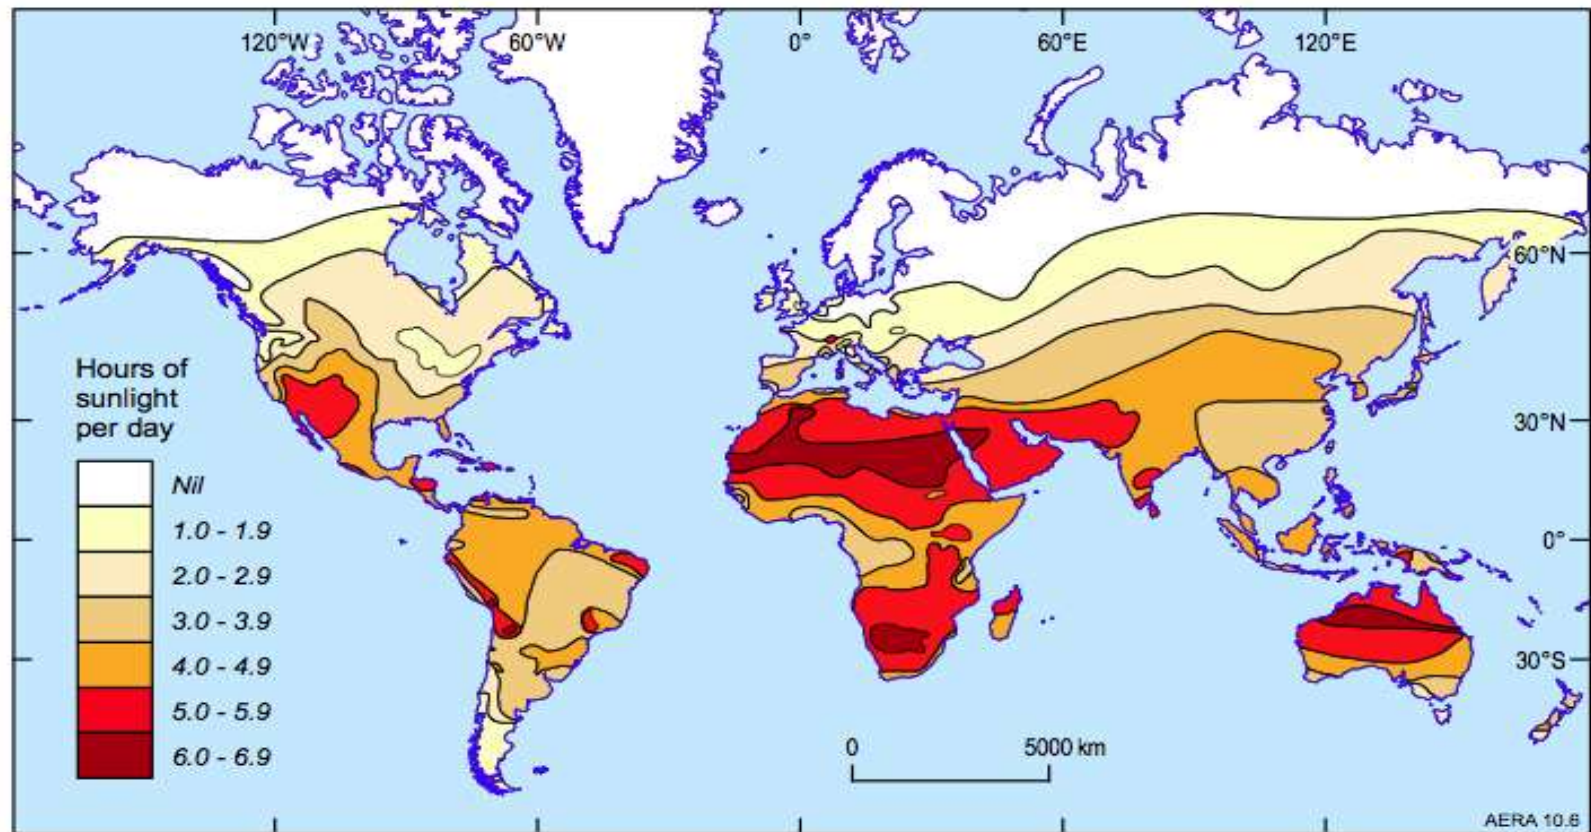 120°W
60°W
0°
60°E
120°E
60°N
30°N
0°
30°S
Hours of
sunlight
per day
Nil
1.0 - 1.9
2.0 - 2.9
3.0 - 3.9
4.0 - 4.9
5.0 - 5.9
6.0 - 6.9
0
5000 km
AERA 10.6